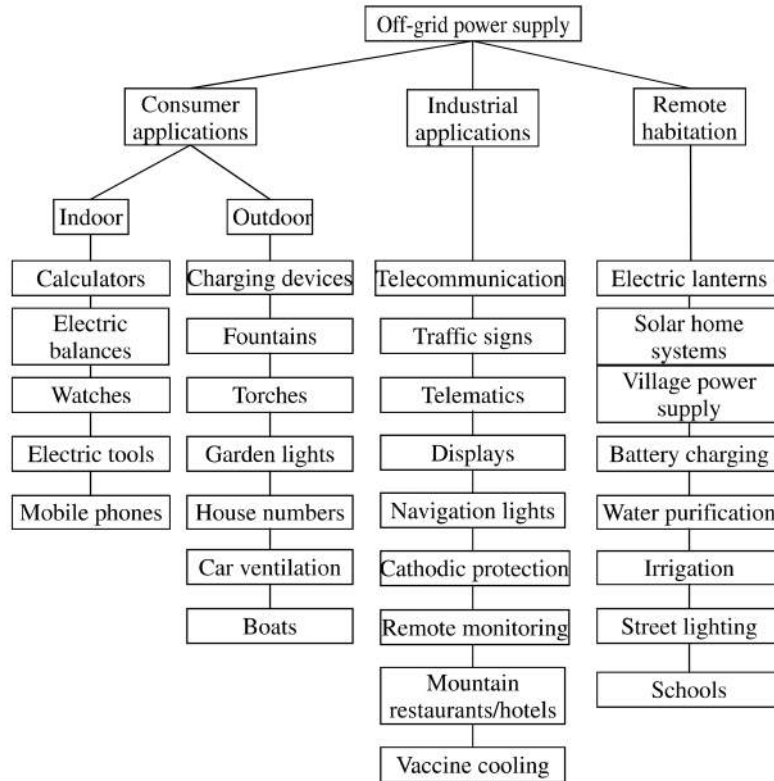 Off-grid power supply
Consumer
applications
Industrial
applications
Remote
habitation
Indoor
Outdoor
Calculators
Electric
balances
Watches
Electric tools
Mobile phones
Charging devices
Fountains
Torches
Garden lights
House numbers
Car ventilation
Boats
Telecommunication
Traffic signs
Telematics
Displays
Navigation lights
Cathodic protection
Remote monitoring
Mountain
restaurants/hotels
Vaccine cooling
Electric lanterns
Solar home
systems
Village power
supply
Battery charging
Water purification
Irrigation
Street lighting
Schools